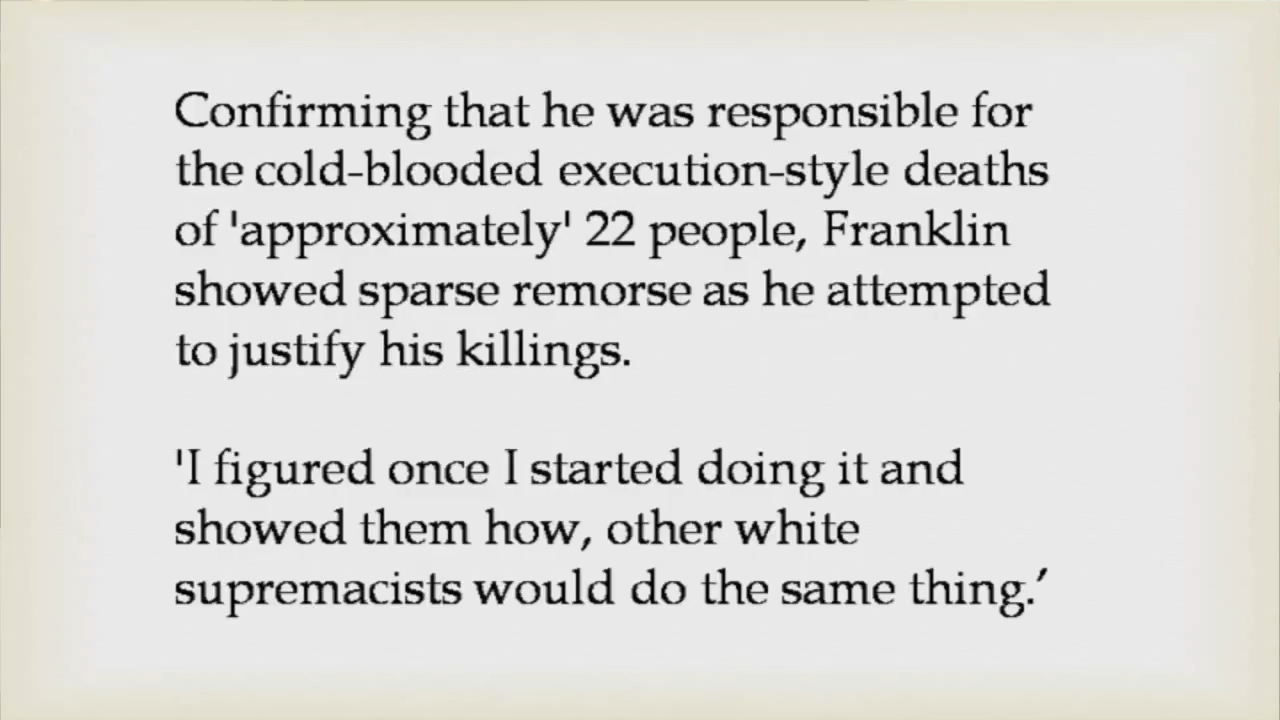 Confirming that he was responsible for
the cold-blooded execution-style deaths
of 'approximately' 22 people, Franklin
showed sparse remorse as he attempted
to justify his killings.
'I figured once I started doing it and
showed them how, other white
supremacists would do the same thing.’